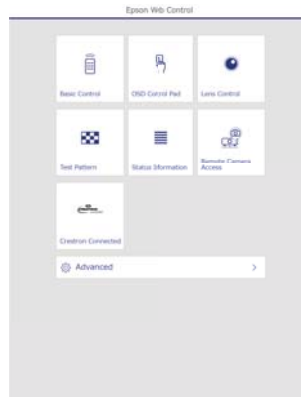 Epson Web Control
Basic Control
OSD Control Pad
Lens Control
Test Pattern
Status Information
Remote Camera
Access
Crestron Connected
Advanced